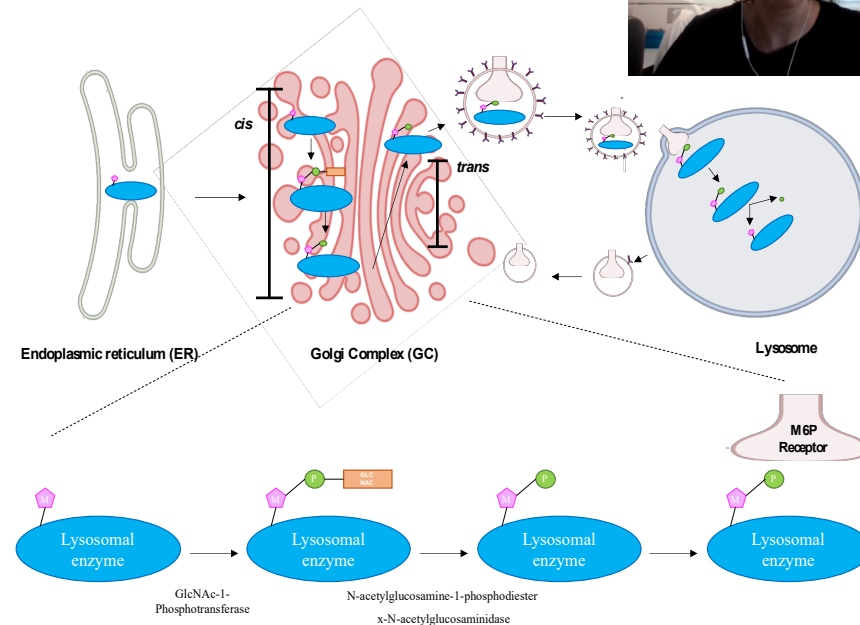 cis
trans
Endoplasmic reticulum (ER)
Golgi Complex (GC)
Lysosome
M6P
Receptor
M
P
GLC
NAC
M
P
M
P
Lysosomal
enzyme
Lysosomal
enzyme
Lysosomal
enzyme
Lysosomal
enzyme
GlcNAc-1-
Phosphotransferase
N-acetylglucosamine-1-phosphodiester
x-N-acetylglucosaminidase